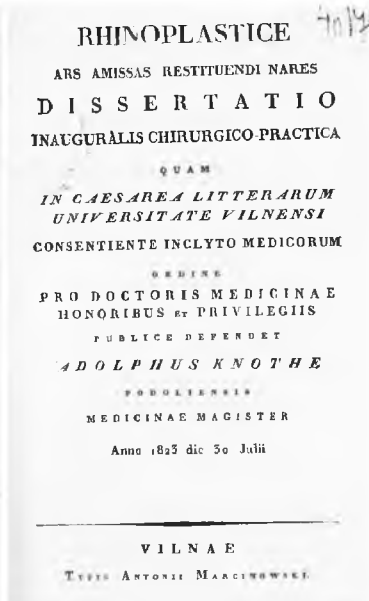 RHINOPLASTICE
ARS AMISSAS RESTITUENDI NARES
DISSERTATIO
INAUGURALIS CHIRURGICO-PRACTICA
QUAM
IN CAESAREA LITTERARUM
UNIVERSITATE VILNENSI
CONSENTIENTE INCLYTO MEDICORUM
ORDINE
PRO DOCTORIS MEDICINAE
HONORIBUS ET PRIVILEGIIS
PUBLICE DEFENDET
ADOLPHUS KNOTHE
PODOLIENSIS
MEDICINAE MAGISTER
Anno 1823 die 30 Julii
VILNAE
TYPIS ANTONII MARCINOWSKI.